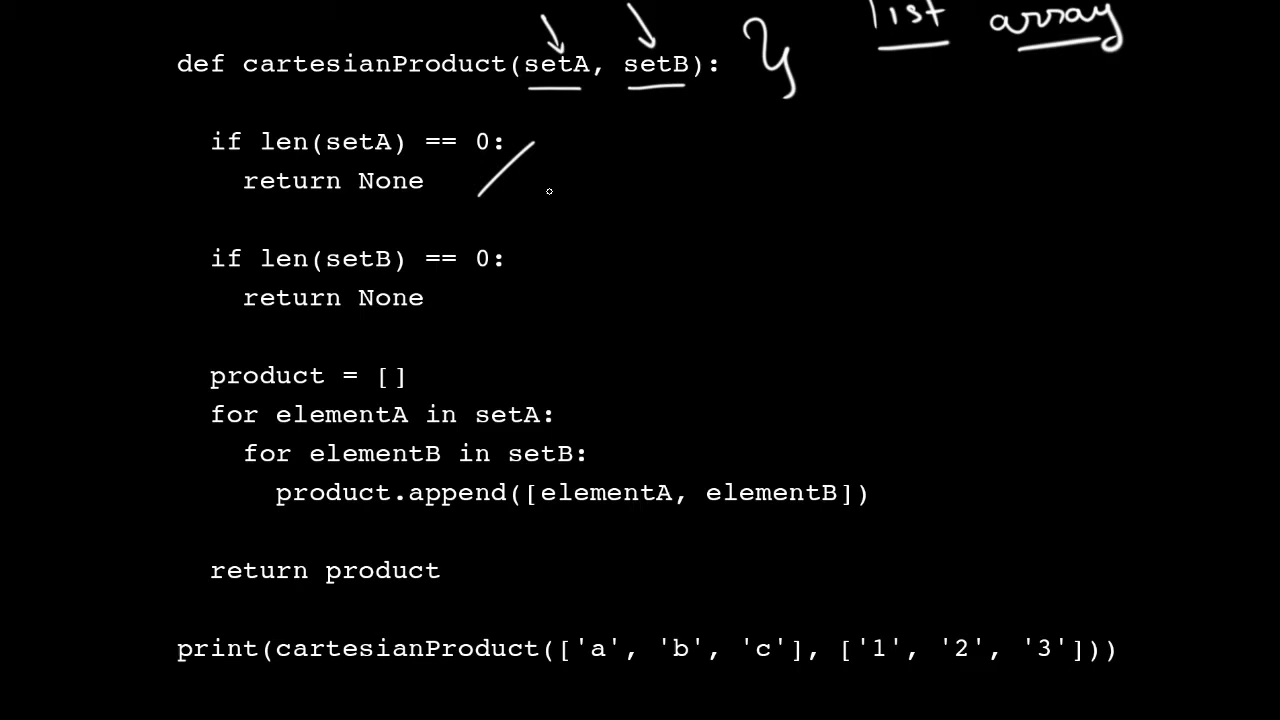 list array
def cartesianProduct(setA, setB):
if len(setA) == 0:
return None
if len(setB) == 0:
return None
product = []
for elementA in setA:
for elementB in setB:
product.append([elementA, elementB])
return product
print(cartesianProduct(['a', 'b', 'c'], ['1', '2', '3']))